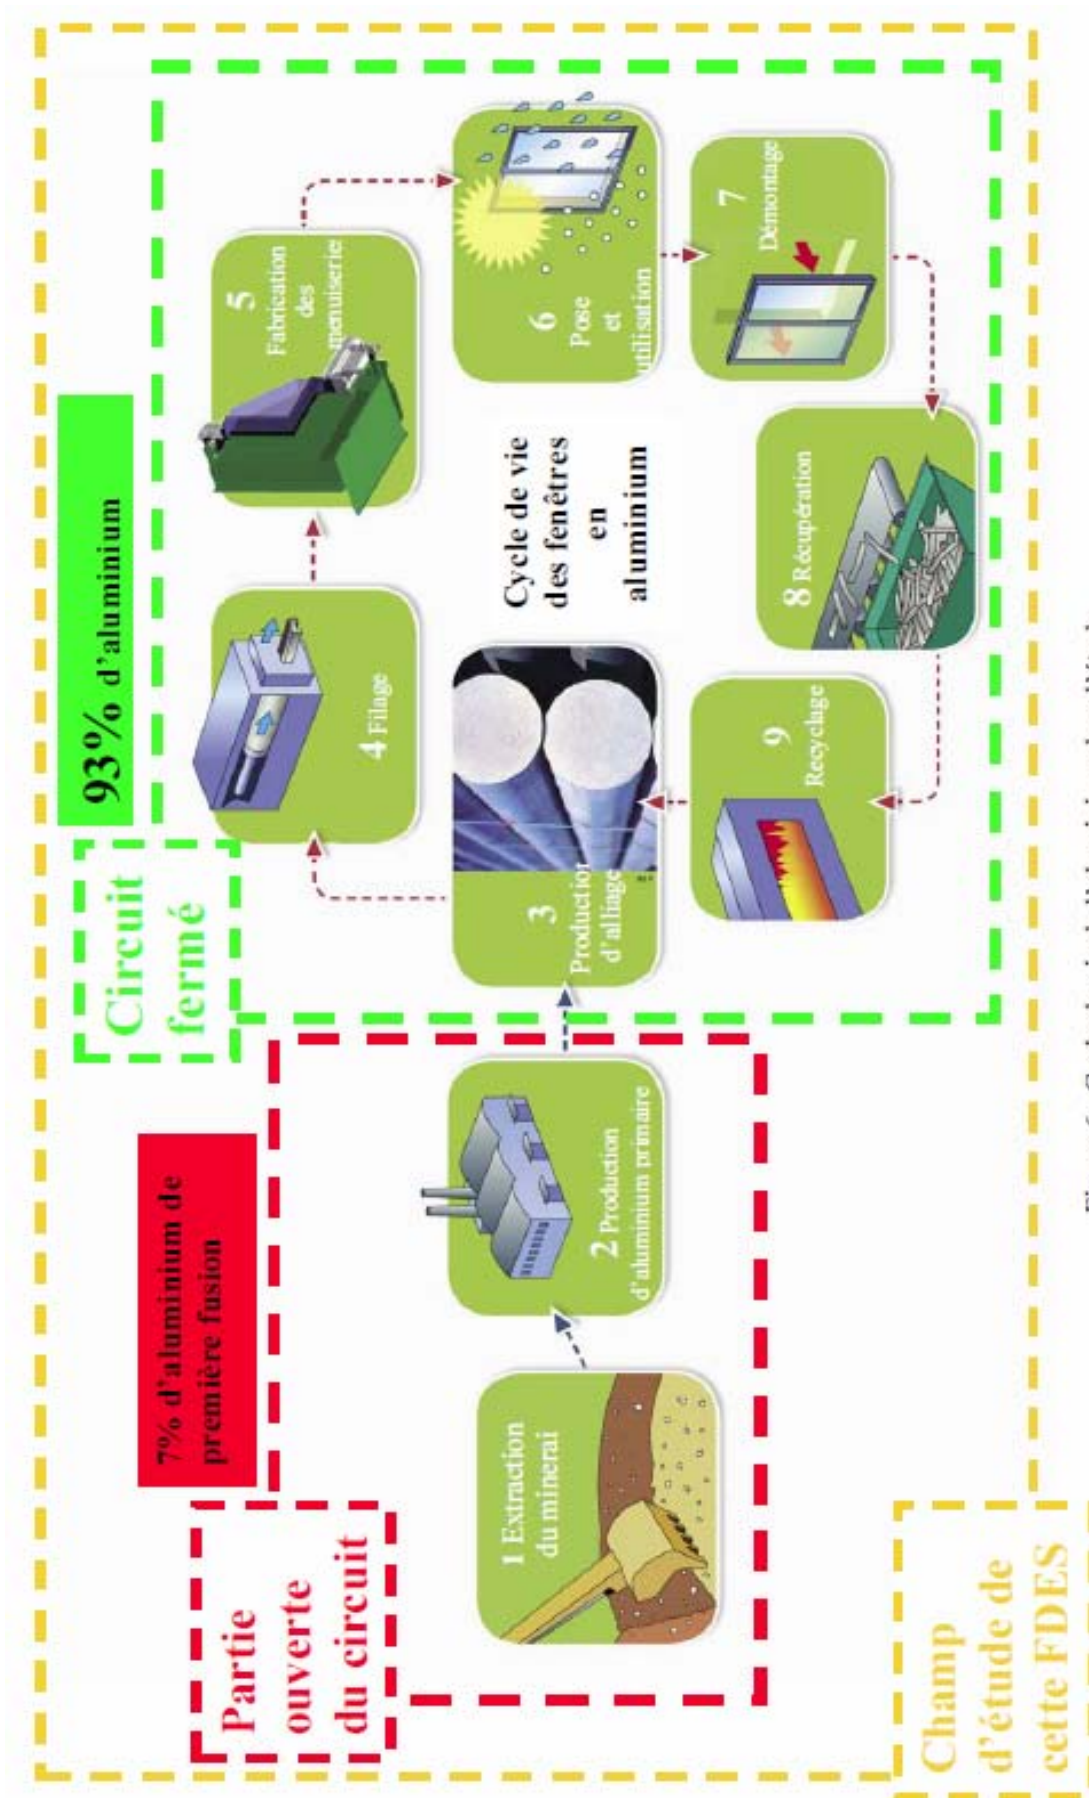 Partie
ouverte
du circuit
7% d'aluminium de
première fusion
Circuit
fermé
93% d'aluminium
1 Extraction
du minerai
2 Production
d'aluminium primaire
3
Production
d'alliage
4 Filage
5
Fabrication
des
menuiserie
6
Pose
et
utilisation
7
Démontage
8 Récupération
9
Recyclage
Cycle de vie
des fenêtres
en
aluminium
Champ
d'étude de
cette FDES